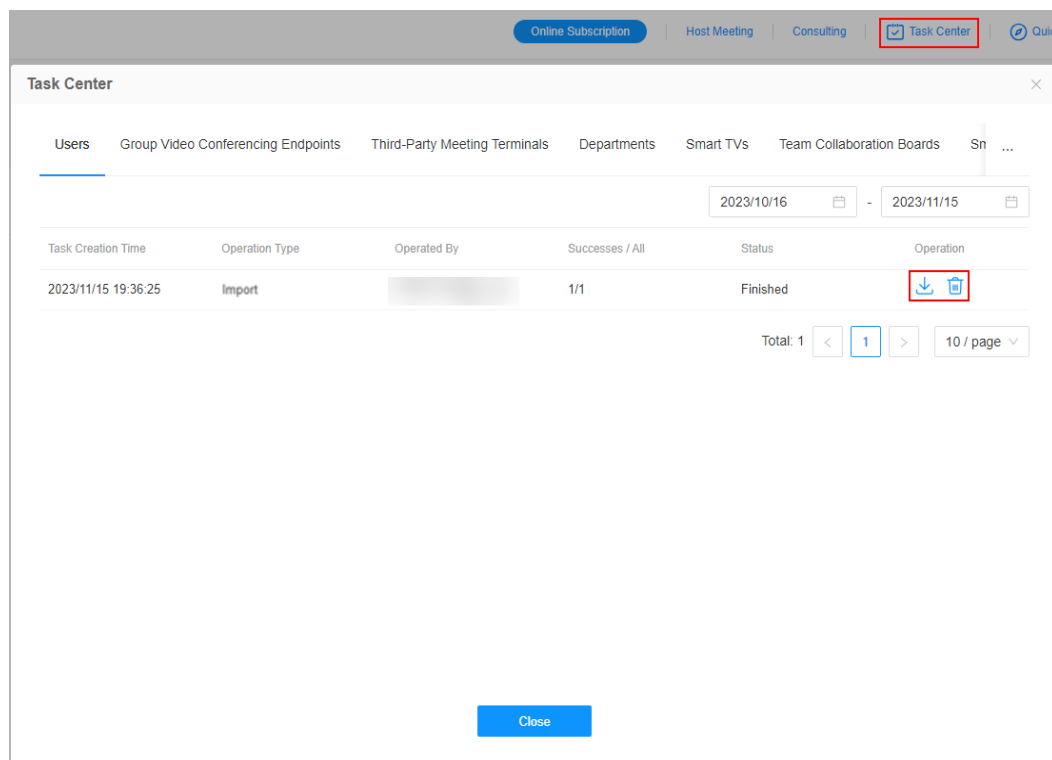 Online Subscription Host Meeting Consulting Task Center
Task Center
Users Group Video Conferencing Endpoints Third-Party Meeting Terminals Departments Smart TVs Team Collaboration Boards ...
2023/10/16 - 2023/11/15
Task Creation Time Operation Type Operated By Successes / All Status Operation
2023/11/15 19:36:25 Import 1/1 Finished
Total: 1 < 1 > 10 / page
Close